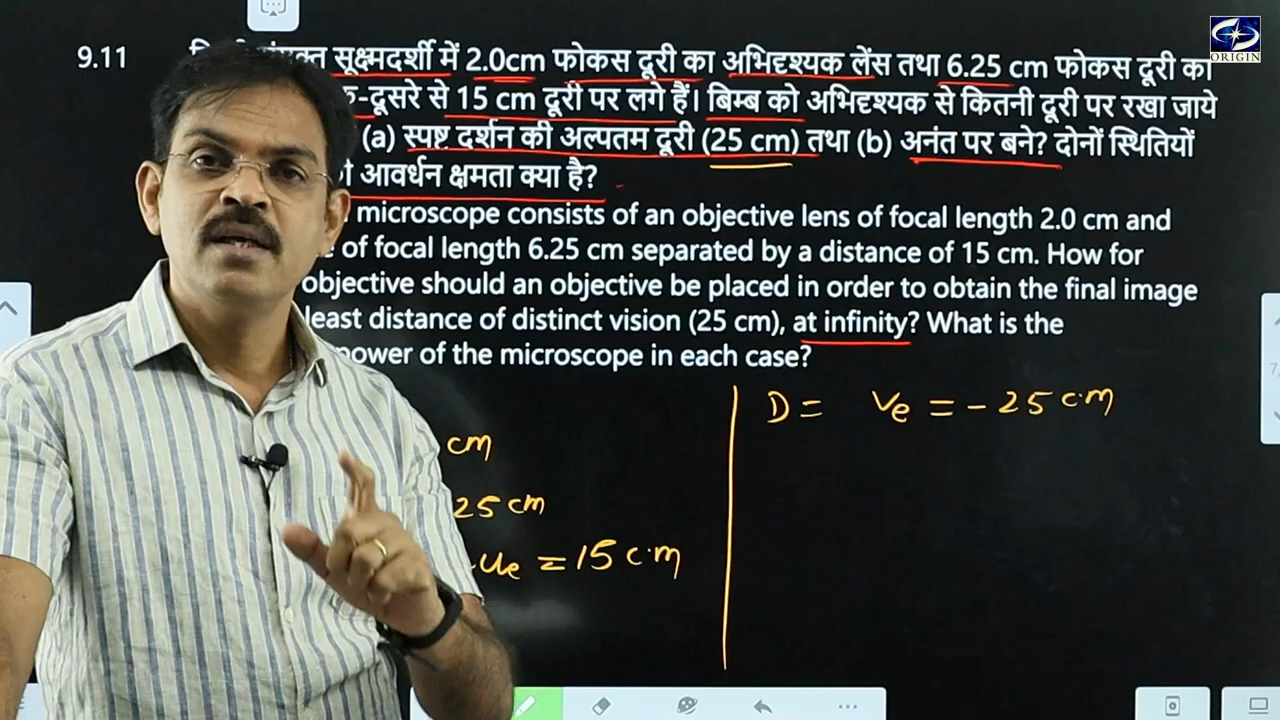 ORIGIN
9.11 सूक्ष्मदर्शी में 2.0cm फोकस दूरी का अभिदृश्यक लेंस तथा 6.25 cm फोकस दूरी का
दूसरे से 15 cm दूरी पर लगे हैं। बिम्ब को अभिदृश्यक से कितनी दूरी पर रखा जाये
(a) स्पष्ट दर्शन की अल्पतम दूरी (25 cm) तथा (b) अनंत पर बने? दोनों स्थितियों
आवर्धन क्षमता क्या है?
microscope consists of an objective lens of focal length 2.0 cm and
of focal length 6.25 cm separated by a distance of 15 cm. How for
objective should an objective be placed in order to obtain the final image
least distance of distinct vision (25 cm), at infinity? What is the
power of the microscope in each case?
D = ve = - 25 cm
cm
25 cm
ue = 15 cm